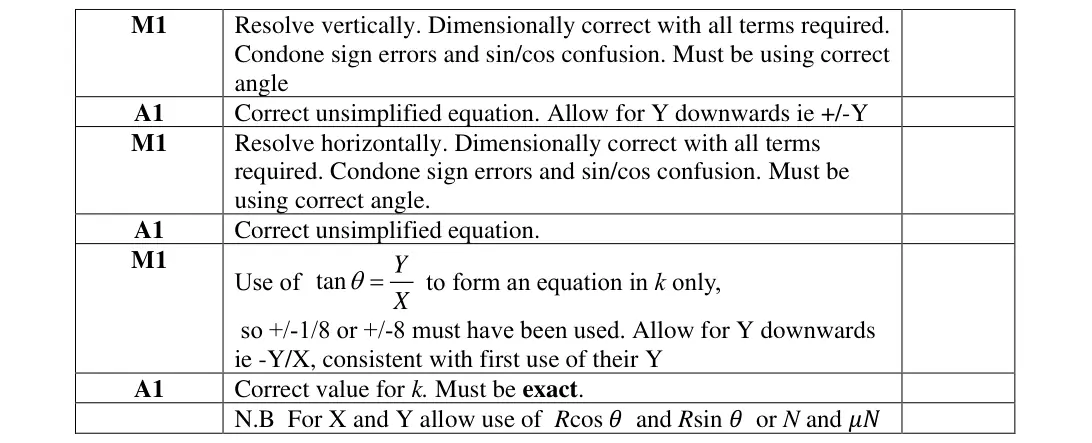 M1 Resolve vertically. Dimensionally correct with all terms required.
Condone sign errors and sin/cos confusion. Must be using correct
angle
A1 Correct unsimplified equation. Allow for Y downwards ie +/-Y
M1 Resolve horizontally. Dimensionally correct with all terms
required. Condone sign errors and sin/cos confusion. Must be
using correct angle.
A1 Correct unsimplified equation.
M1
Use of tan θ = Y/X to form an equation in k only,
so +/-1/8 or +/-8 must have been used. Allow for Y downwards
ie -Y/X, consistent with first use of their Y
A1 Correct value for k. Must be exact.
N.B For X and Y allow use of Rcos θ and Rsin θ or N and μN